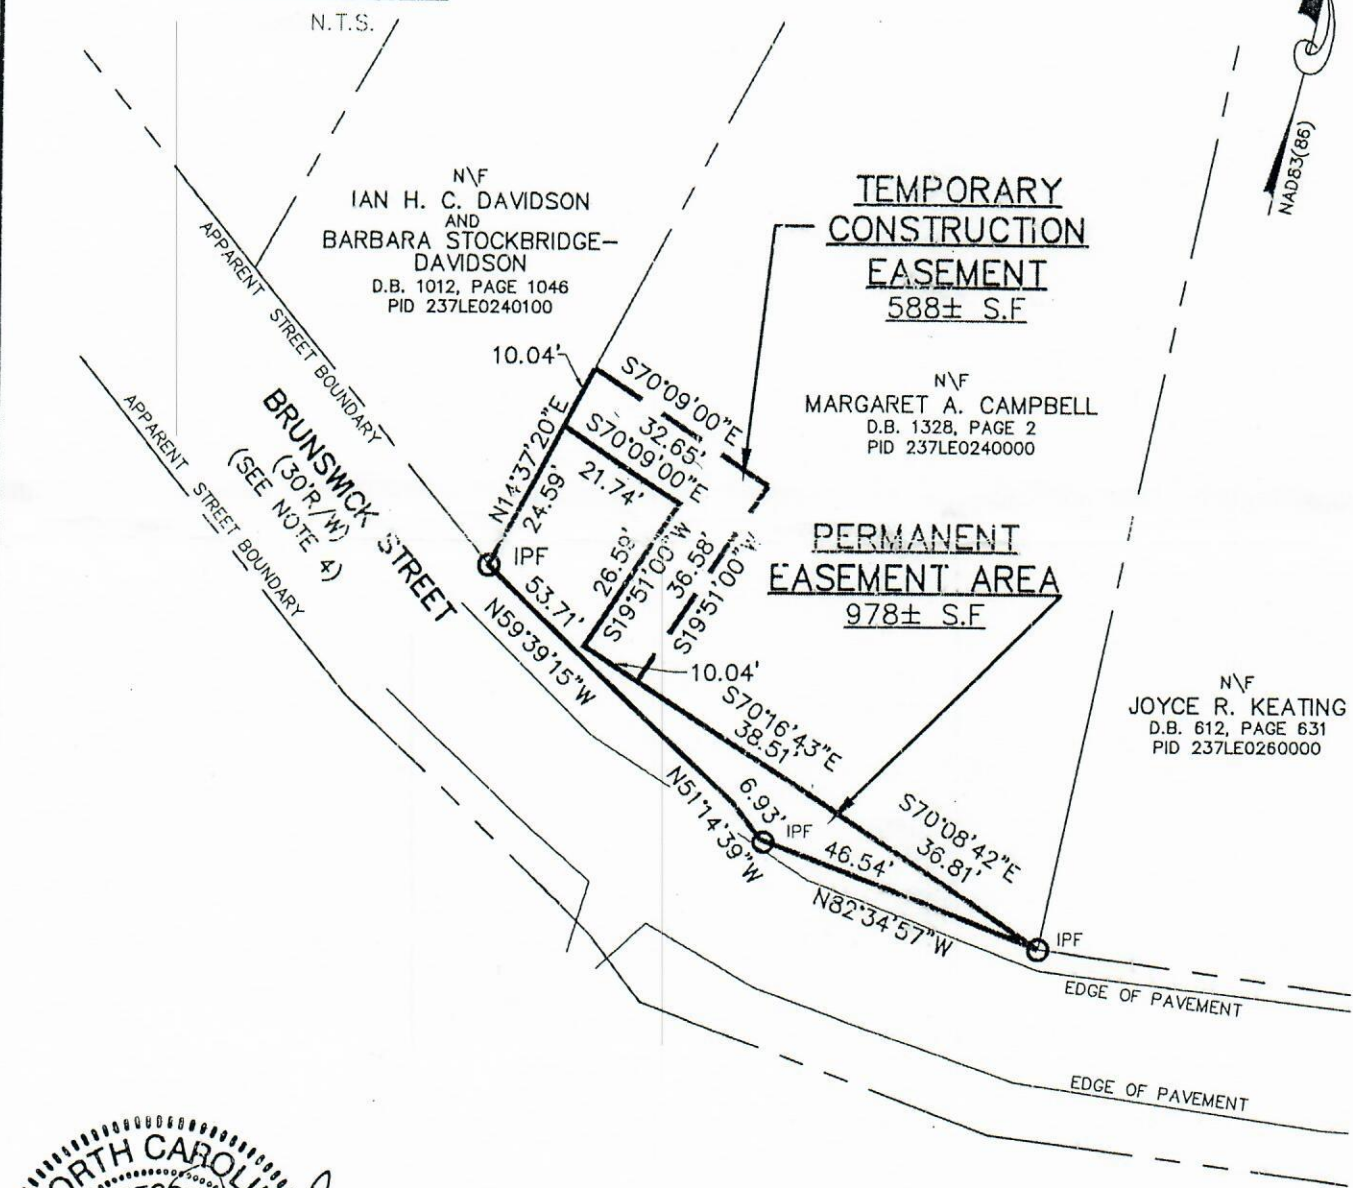 N.T.S.
NAD83(86)
N\F
IAN H. C. DAVIDSON
AND
BARBARA STOCKBRIDGE-
DAVIDSON
D.B. 1012, PAGE 1046
PID 237LE0240100
TEMPORARY
CONSTRUCTION
EASEMENT
588± S.F
N\F
MARGARET A. CAMPBELL
D.B. 1328, PAGE 2
PID 237LE0240000
APPARENT STREET BOUNDARY
APPARENT STREET BOUNDARY
BRUNSWICK STREET
(30'R/W)
(SEE NOTE 4)
10.04'
S70°09'00"E
32.65'
S70°09'00"E
21.74'
N14°37'20"E
24.59'
IPF
26.59'
S19°51'00"W
36.58'
S19°51'00"W
PERMANENT
EASEMENT AREA
978± S.F
53.71'
N59°39'15"W
10.04'
S70°16'43"E
38.51'
N\F
JOYCE R. KEATING
D.B. 612, PAGE 631
PID 237LE0260000
6.93'
N51°14'39"W
IPF
S70°08'42"E
36.81'
46.54'
N82°34'57"W
IPF
EDGE OF PAVEMENT
EDGE OF PAVEMENT
NORTH CAROLI